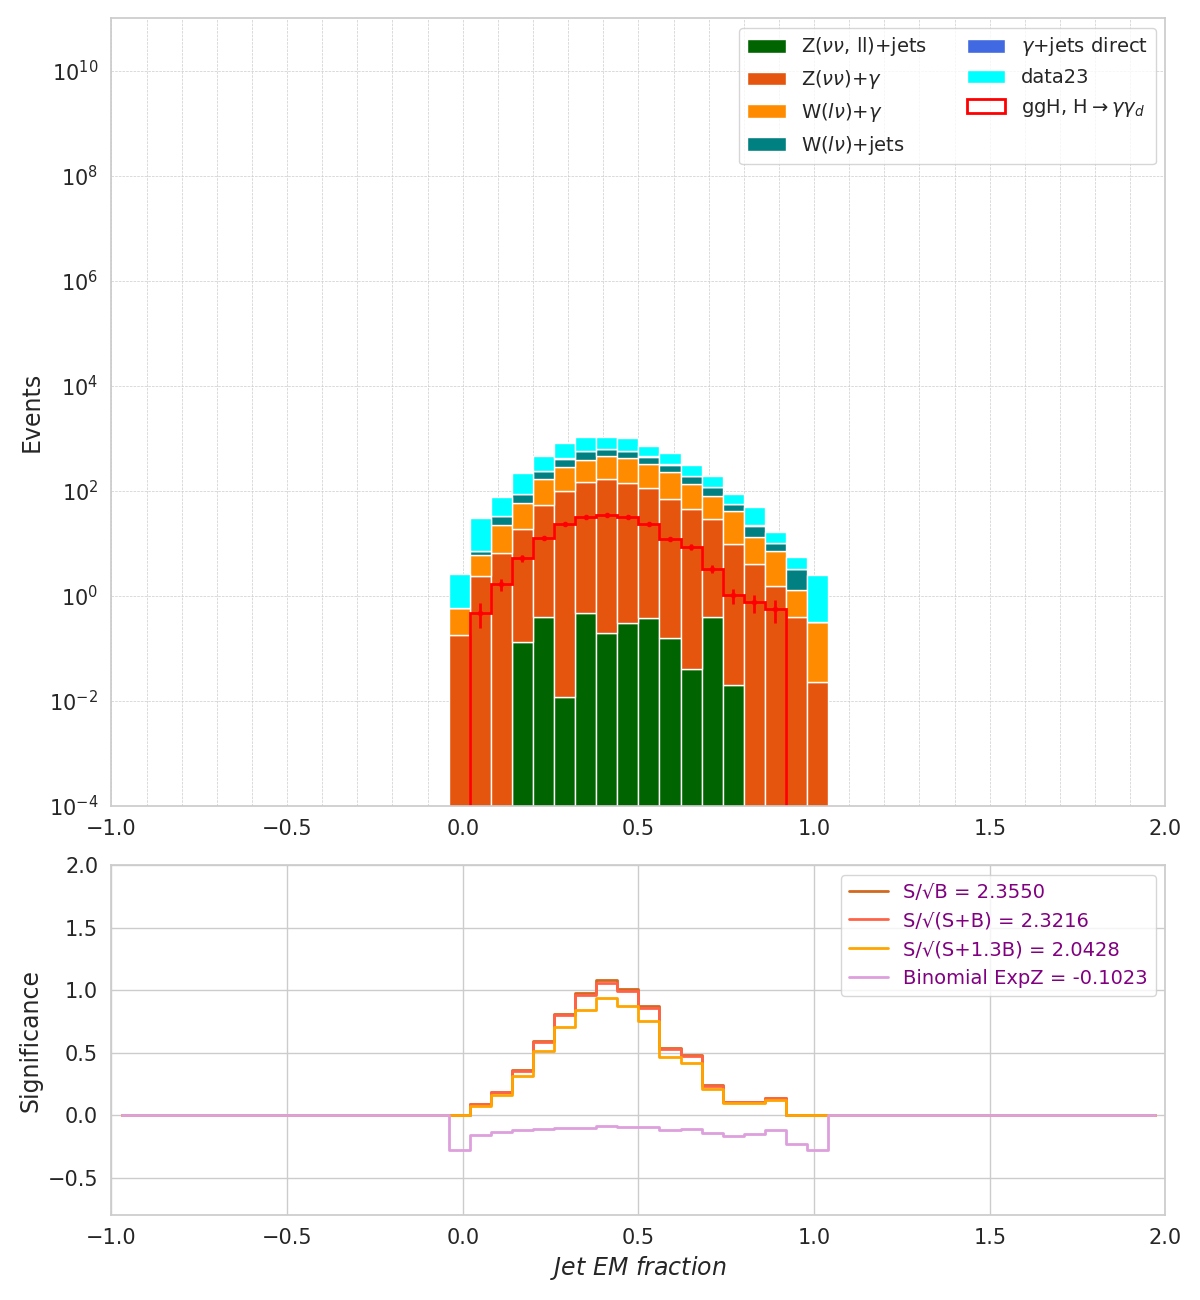 Z(νν, ll)+jets
Z(νν)+γ
W(lν)+γ
W(lν)+jets
γ+jets direct
data23
ggH, H→γγ_d
10^10
10^8
10^6
10^4
10^2
10^0
10^−2
10^−4
Events
−1.0 −0.5 0.0 0.5 1.0 1.5 2.0
S/√B = 2.3550
S/√(S+B) = 2.3216
S/√(S+1.3B) = 2.0428
Binomial ExpZ = -0.1023
2.0
1.5
1.0
0.5
0.0
−0.5
Significance
−1.0 −0.5 0.0 0.5 1.0 1.5 2.0
Jet EM fraction